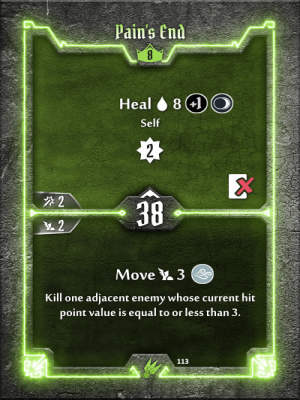 Pain's End
8
Heal 8 +1
Self
2
2
38
2
Move 3
Kill one adjacent enemy whose current hit
point value is equal to or less than 3.
113